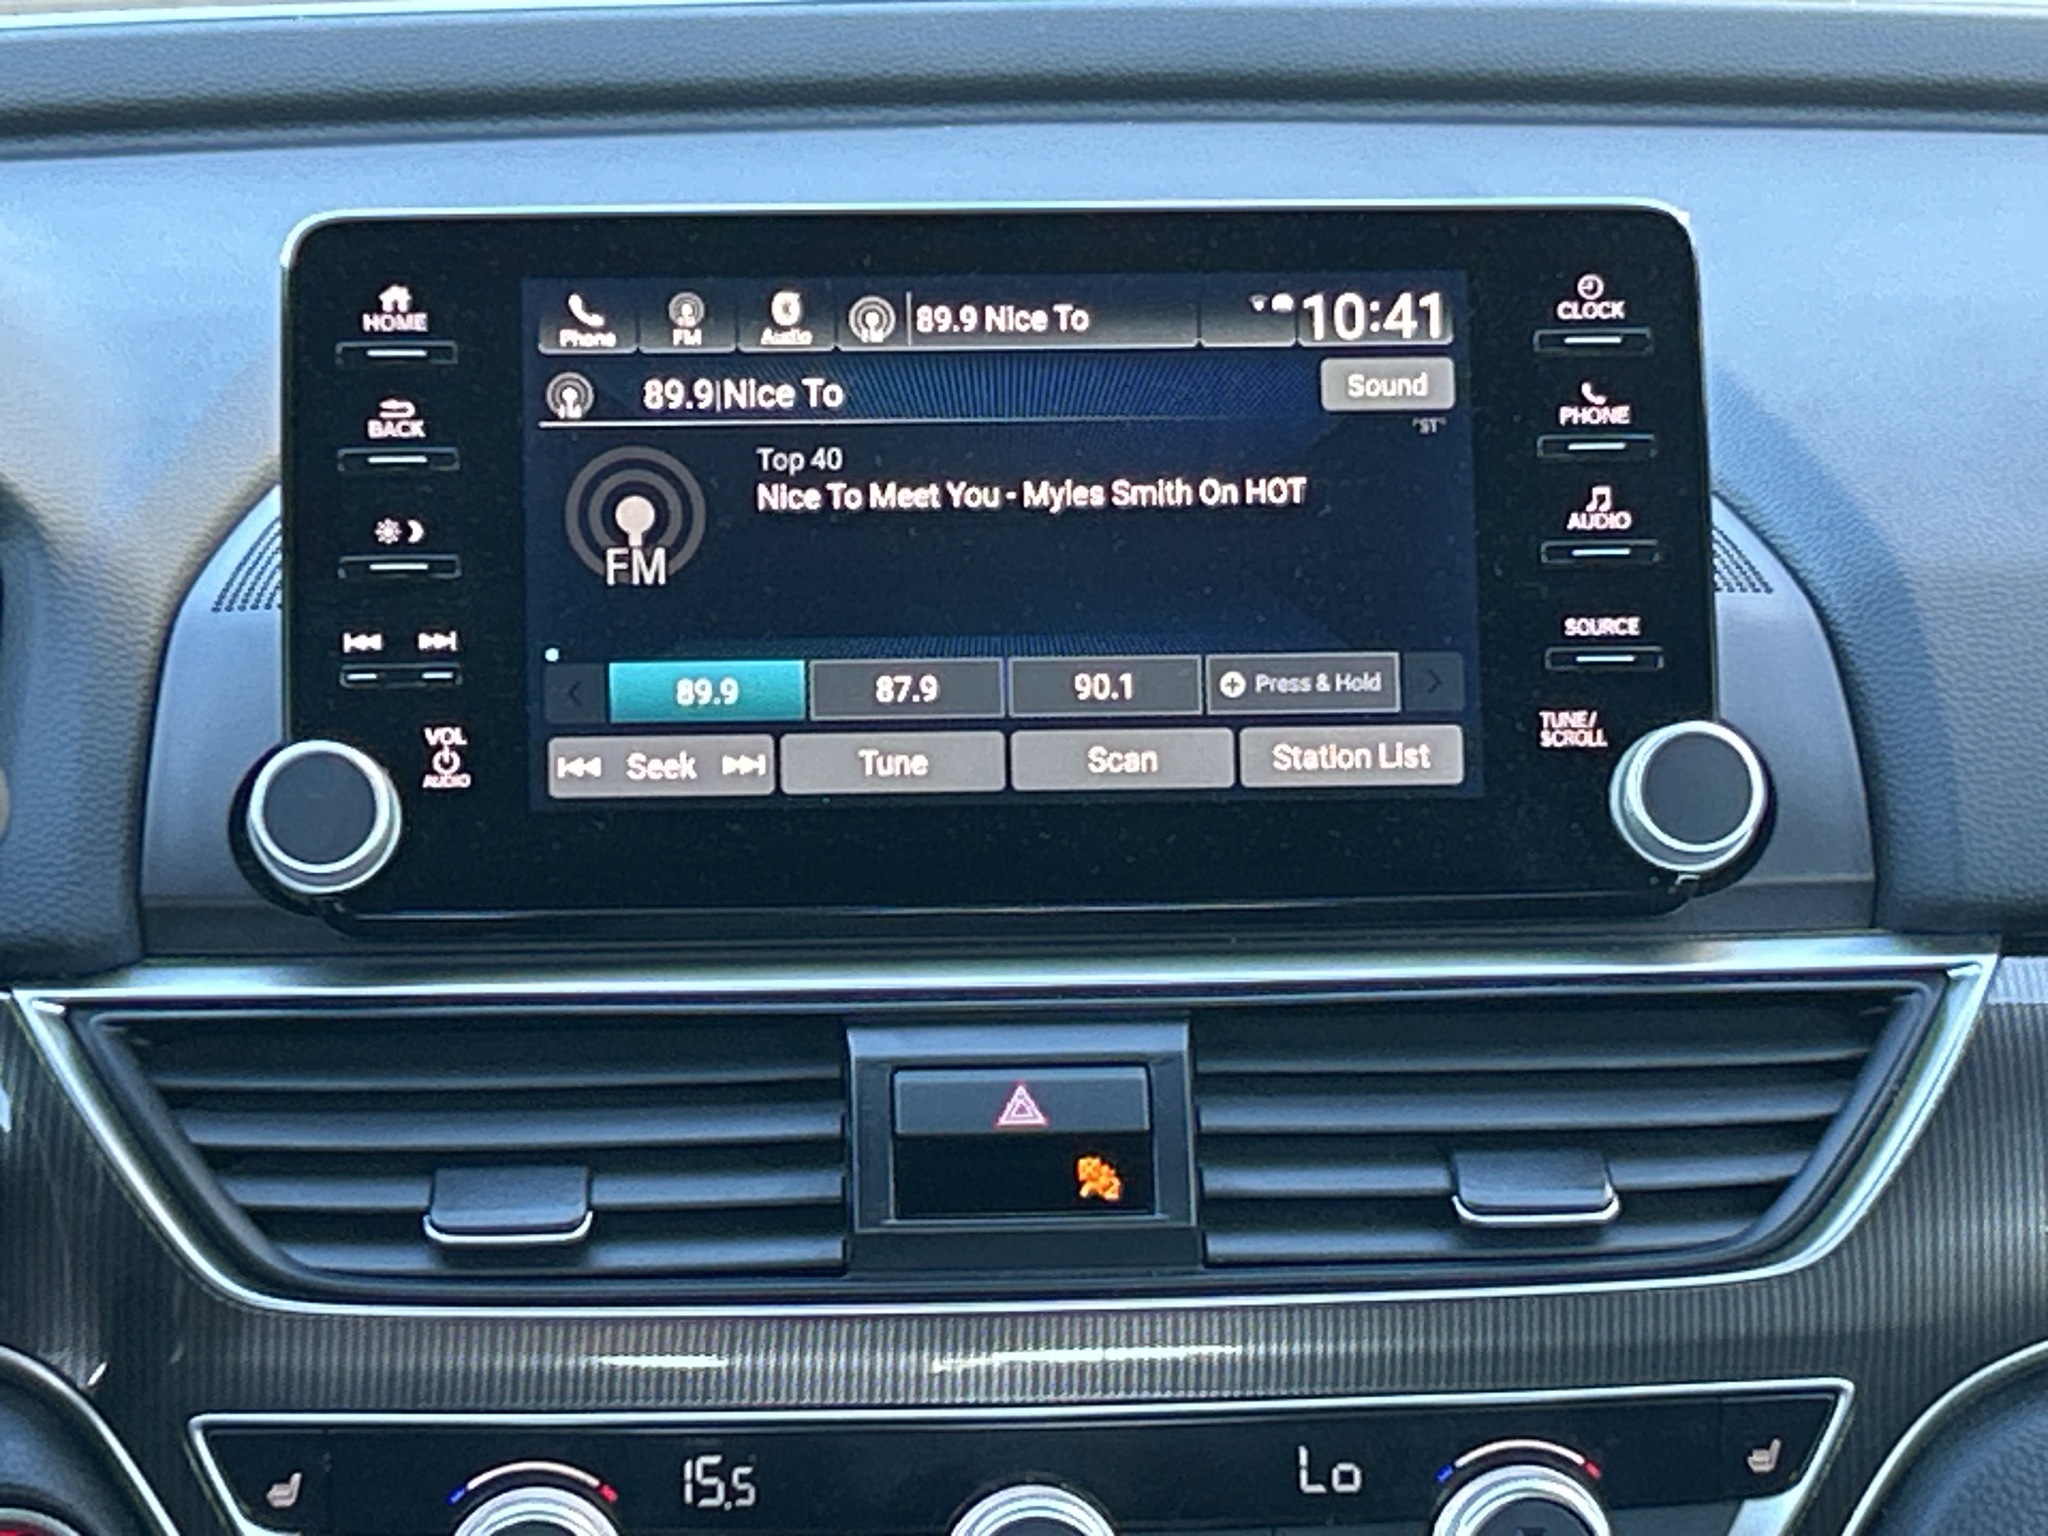 HOME
BACK
VOL
AUDIO
Phone
FM
Audio
FM
89.9 Nice To
10:41
FM
89.9|Nice To
Sound
"ST"
Top 40
Nice To Meet You - Myles Smith On HOT
FM
89.9
87.9
90.1
Press & Hold
Seek
Tune
Scan
Station List
CLOCK
PHONE
AUDIO
SOURCE
TUNE/
SCROLL
15.5
Lo